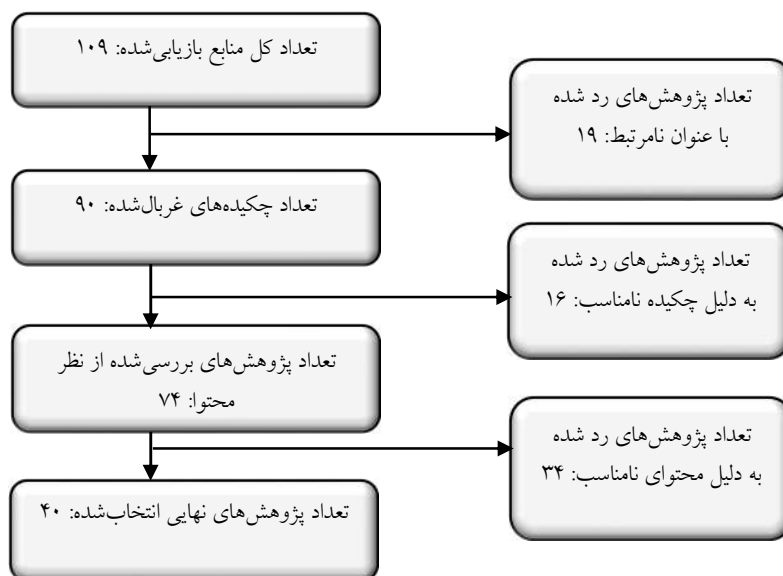 تعداد کل منابع بازیابی‌شده: ۱۰۹
تعداد پژوهش‌های رد شده
با عنوان نامرتبط: ۱۹
تعداد چکیده‌های غربال‌شده: ۹۰
تعداد پژوهش‌های رد شده
به دلیل چکیده نامناسب: ۱۶
تعداد پژوهش‌های بررسی‌شده از نظر
محتوا: ۷۴
تعداد پژوهش‌های رد شده
به دلیل محتوای نامناسب: ۳۴
تعداد پژوهش‌های نهایی انتخاب‌شده: ۴۰